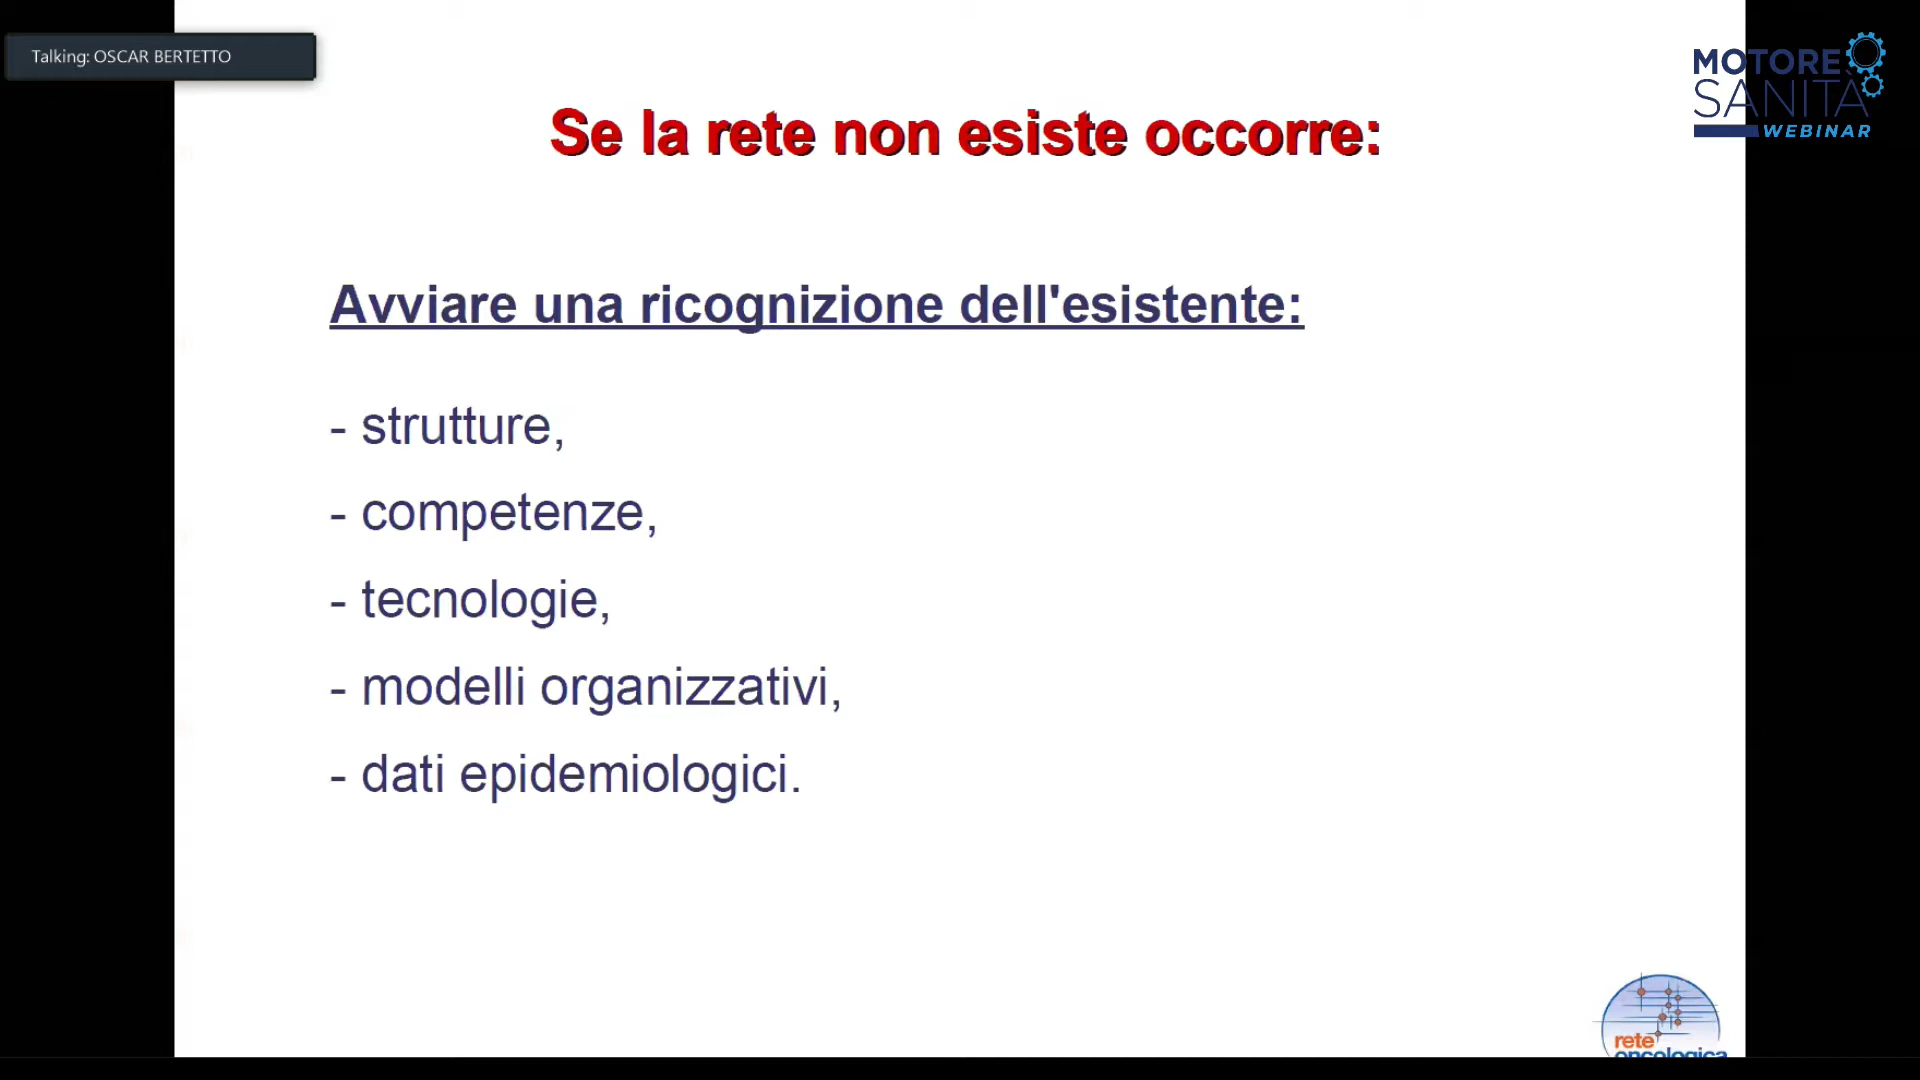 Talking: OSCAR BERTETTO
MOTORE
SANITÀ
WEBINAR
Se la rete non esiste occorre:
Avviare una ricognizione dell'esistente:
- strutture,
- competenze,
- tecnologie,
- modelli organizzativi,
- dati epidemiologici.
rete
oncologica